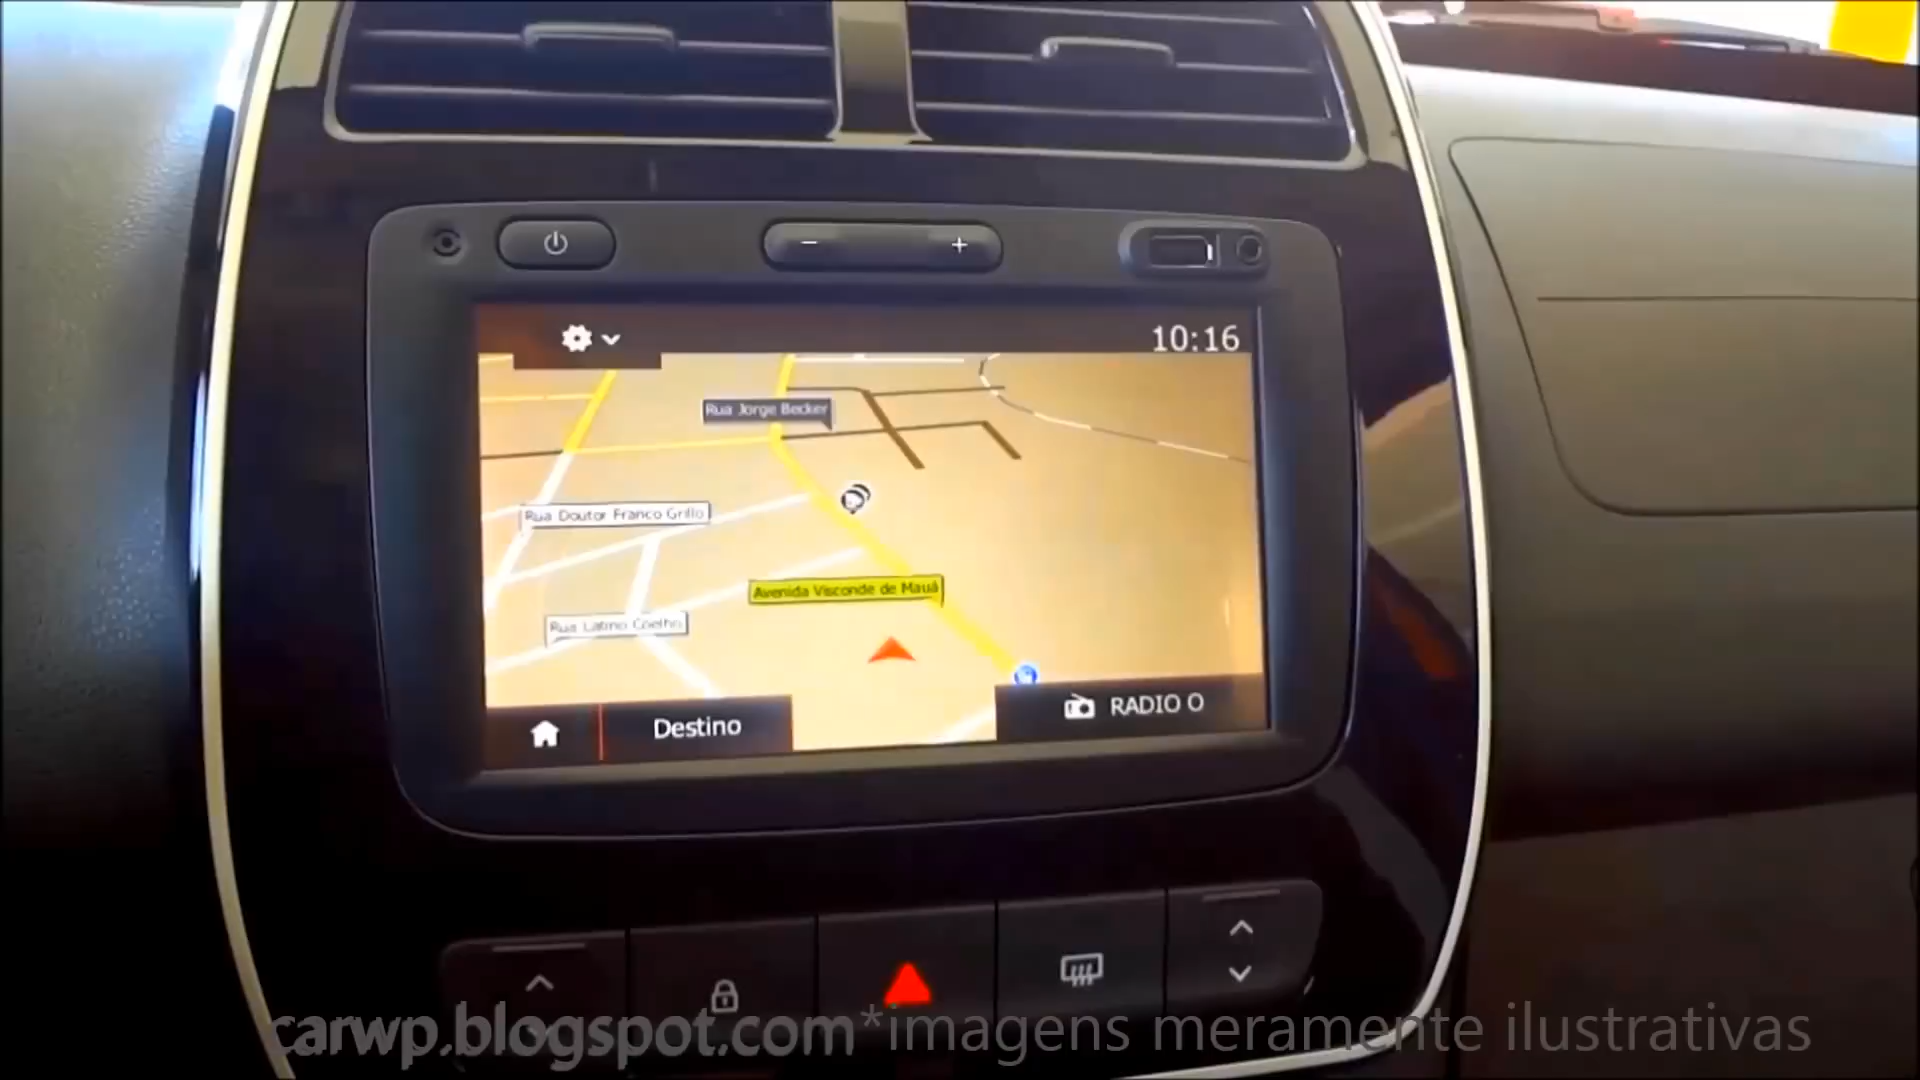 10:16
Rua Jorge Becker
Rua Doutor Franco Grillo
Avenida Visconde de Mauá
Rua Latino Coelho
RADIO O
Destino
carwp.blogspot.com*imagens meramente ilustrativas